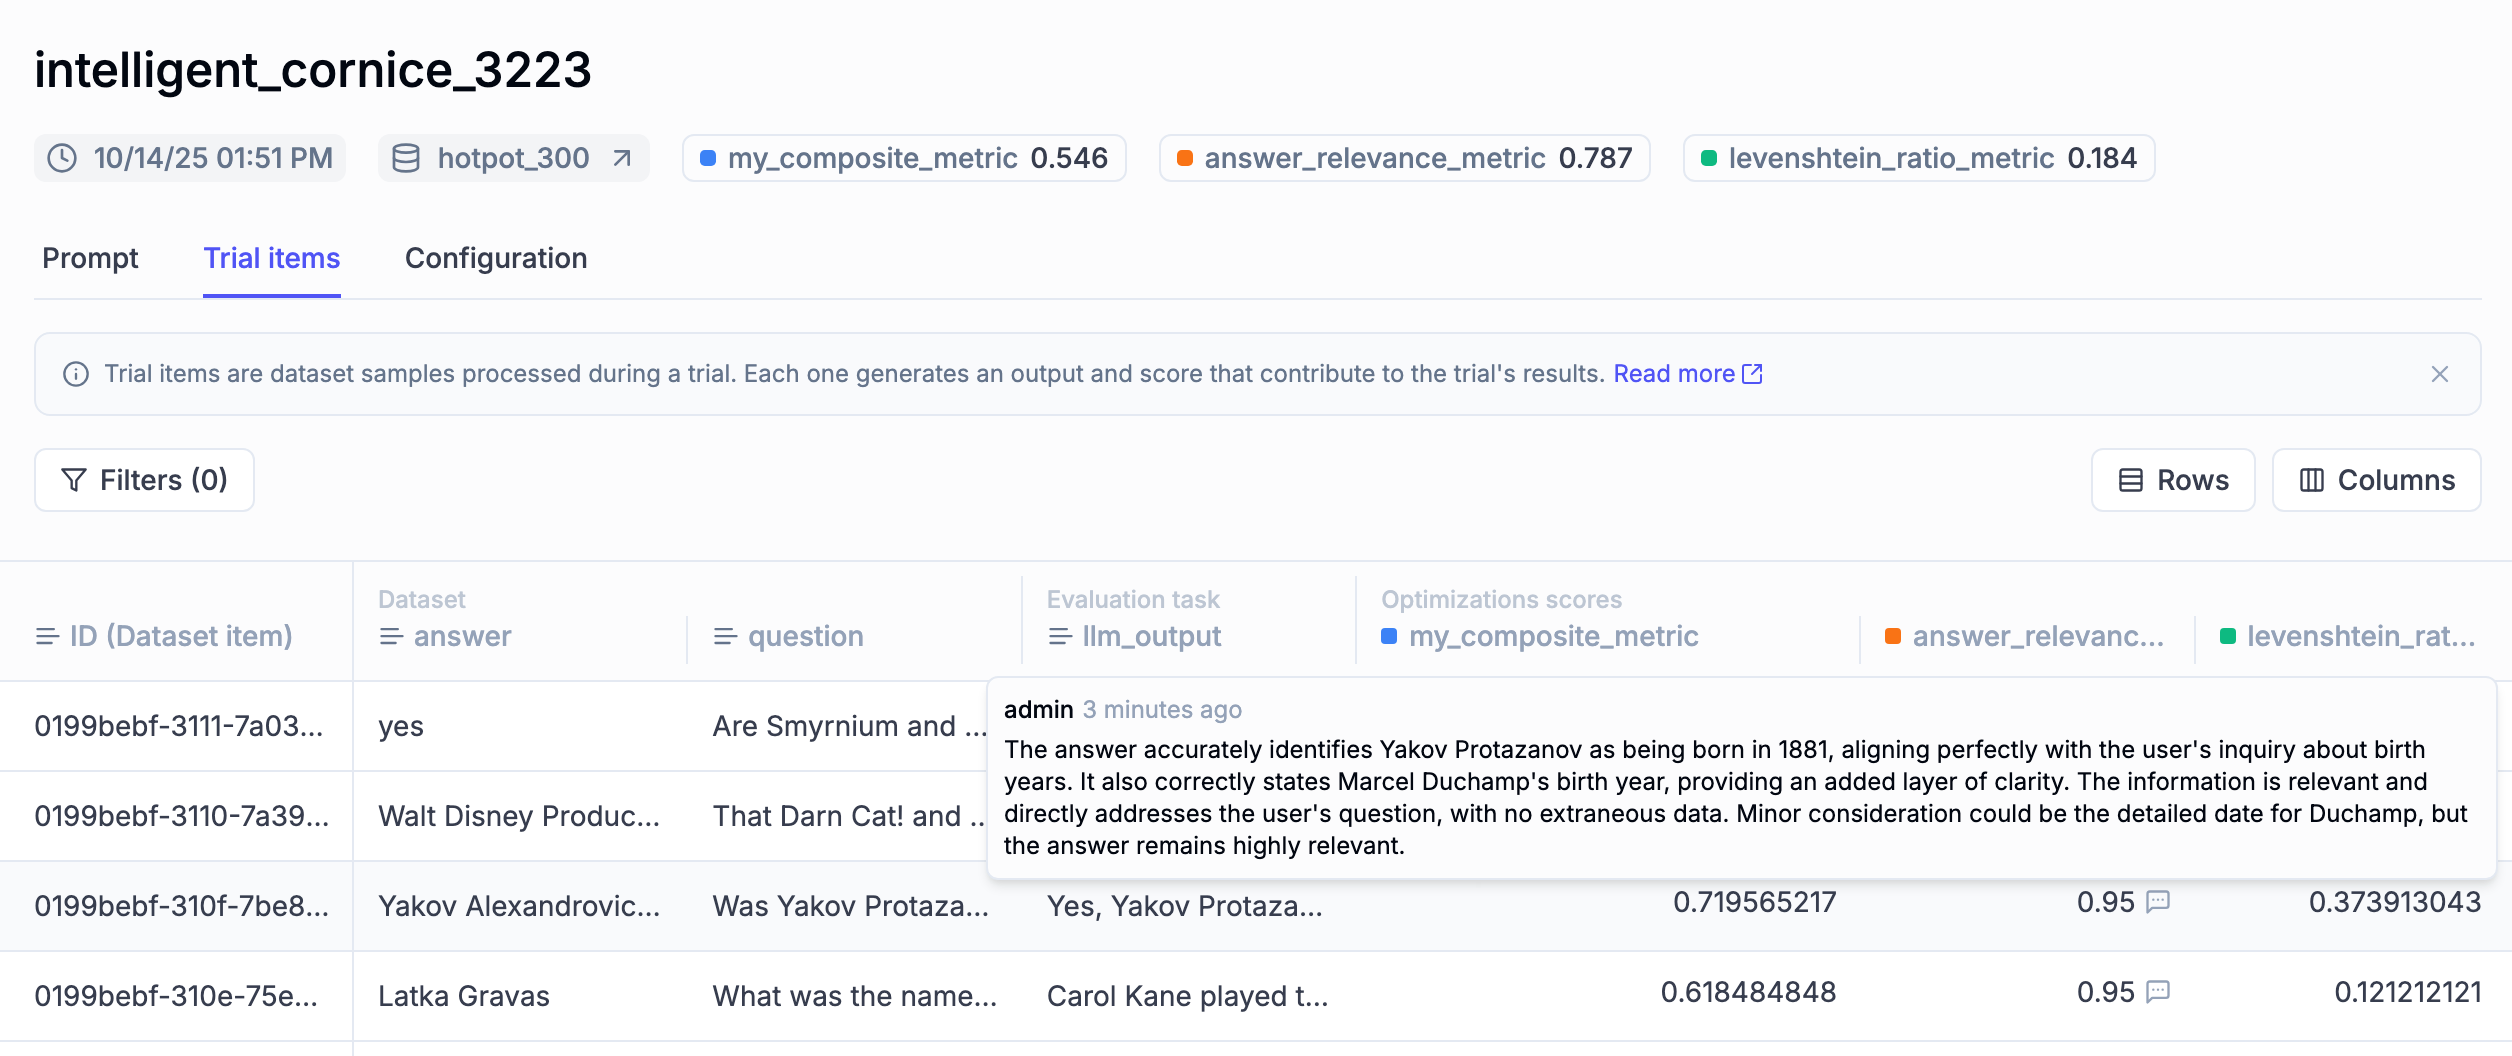 intelligent_cornice_3223
10/14/25 01:51 PM hotpot_300 my_composite_metric 0.546 answer_relevance_metric 0.787 levenshtein_ratio_metric 0.184
Prompt Trial items Configuration
Trial items are dataset samples processed during a trial. Each one generates an output and score that contribute to the trial's results. Read more
Filters (0) Rows Columns
Dataset Evaluation task Optimizations scores
ID (Dataset item) answer question llm_output my_composite_metric answer_relevanc... levenshtein_rat...
0199bebf-3111-7a03... yes Are Smyrnium and ...
admin 3 minutes ago
The answer accurately identifies Yakov Protazanov as being born in 1881, aligning perfectly with the user's inquiry about birth
years. It also correctly states Marcel Duchamp's birth year, providing an added layer of clarity. The information is relevant and
directly addresses the user's question, with no extraneous data. Minor consideration could be the detailed date for Duchamp, but
the answer remains highly relevant.
0199bebf-3110-7a39... Walt Disney Produc... That Darn Cat! and ..
0199bebf-310f-7be8... Yakov Alexandrovic... Was Yakov Protaza... Yes, Yakov Protaza... 0.719565217 0.95 0.373913043
0199bebf-310e-75e... Latka Gravas What was the name... Carol Kane played t... 0.618484848 0.95 0.121212121